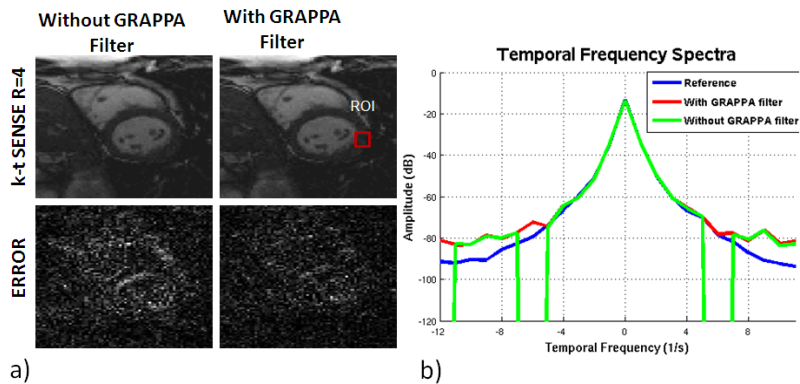 Without GRAPPA
Filter
With GRAPPA
Filter
k-t SENSE R=4
ROI
ERROR
a)
Temporal Frequency Spectra
Reference
With GRAPPA filter
Without GRAPPA filter
Amplitude (dB)
0
-20
-40
-60
-80
-100
-120
-12
-8
-4
0
4
8
Temporal Frequency (1/s)
b)